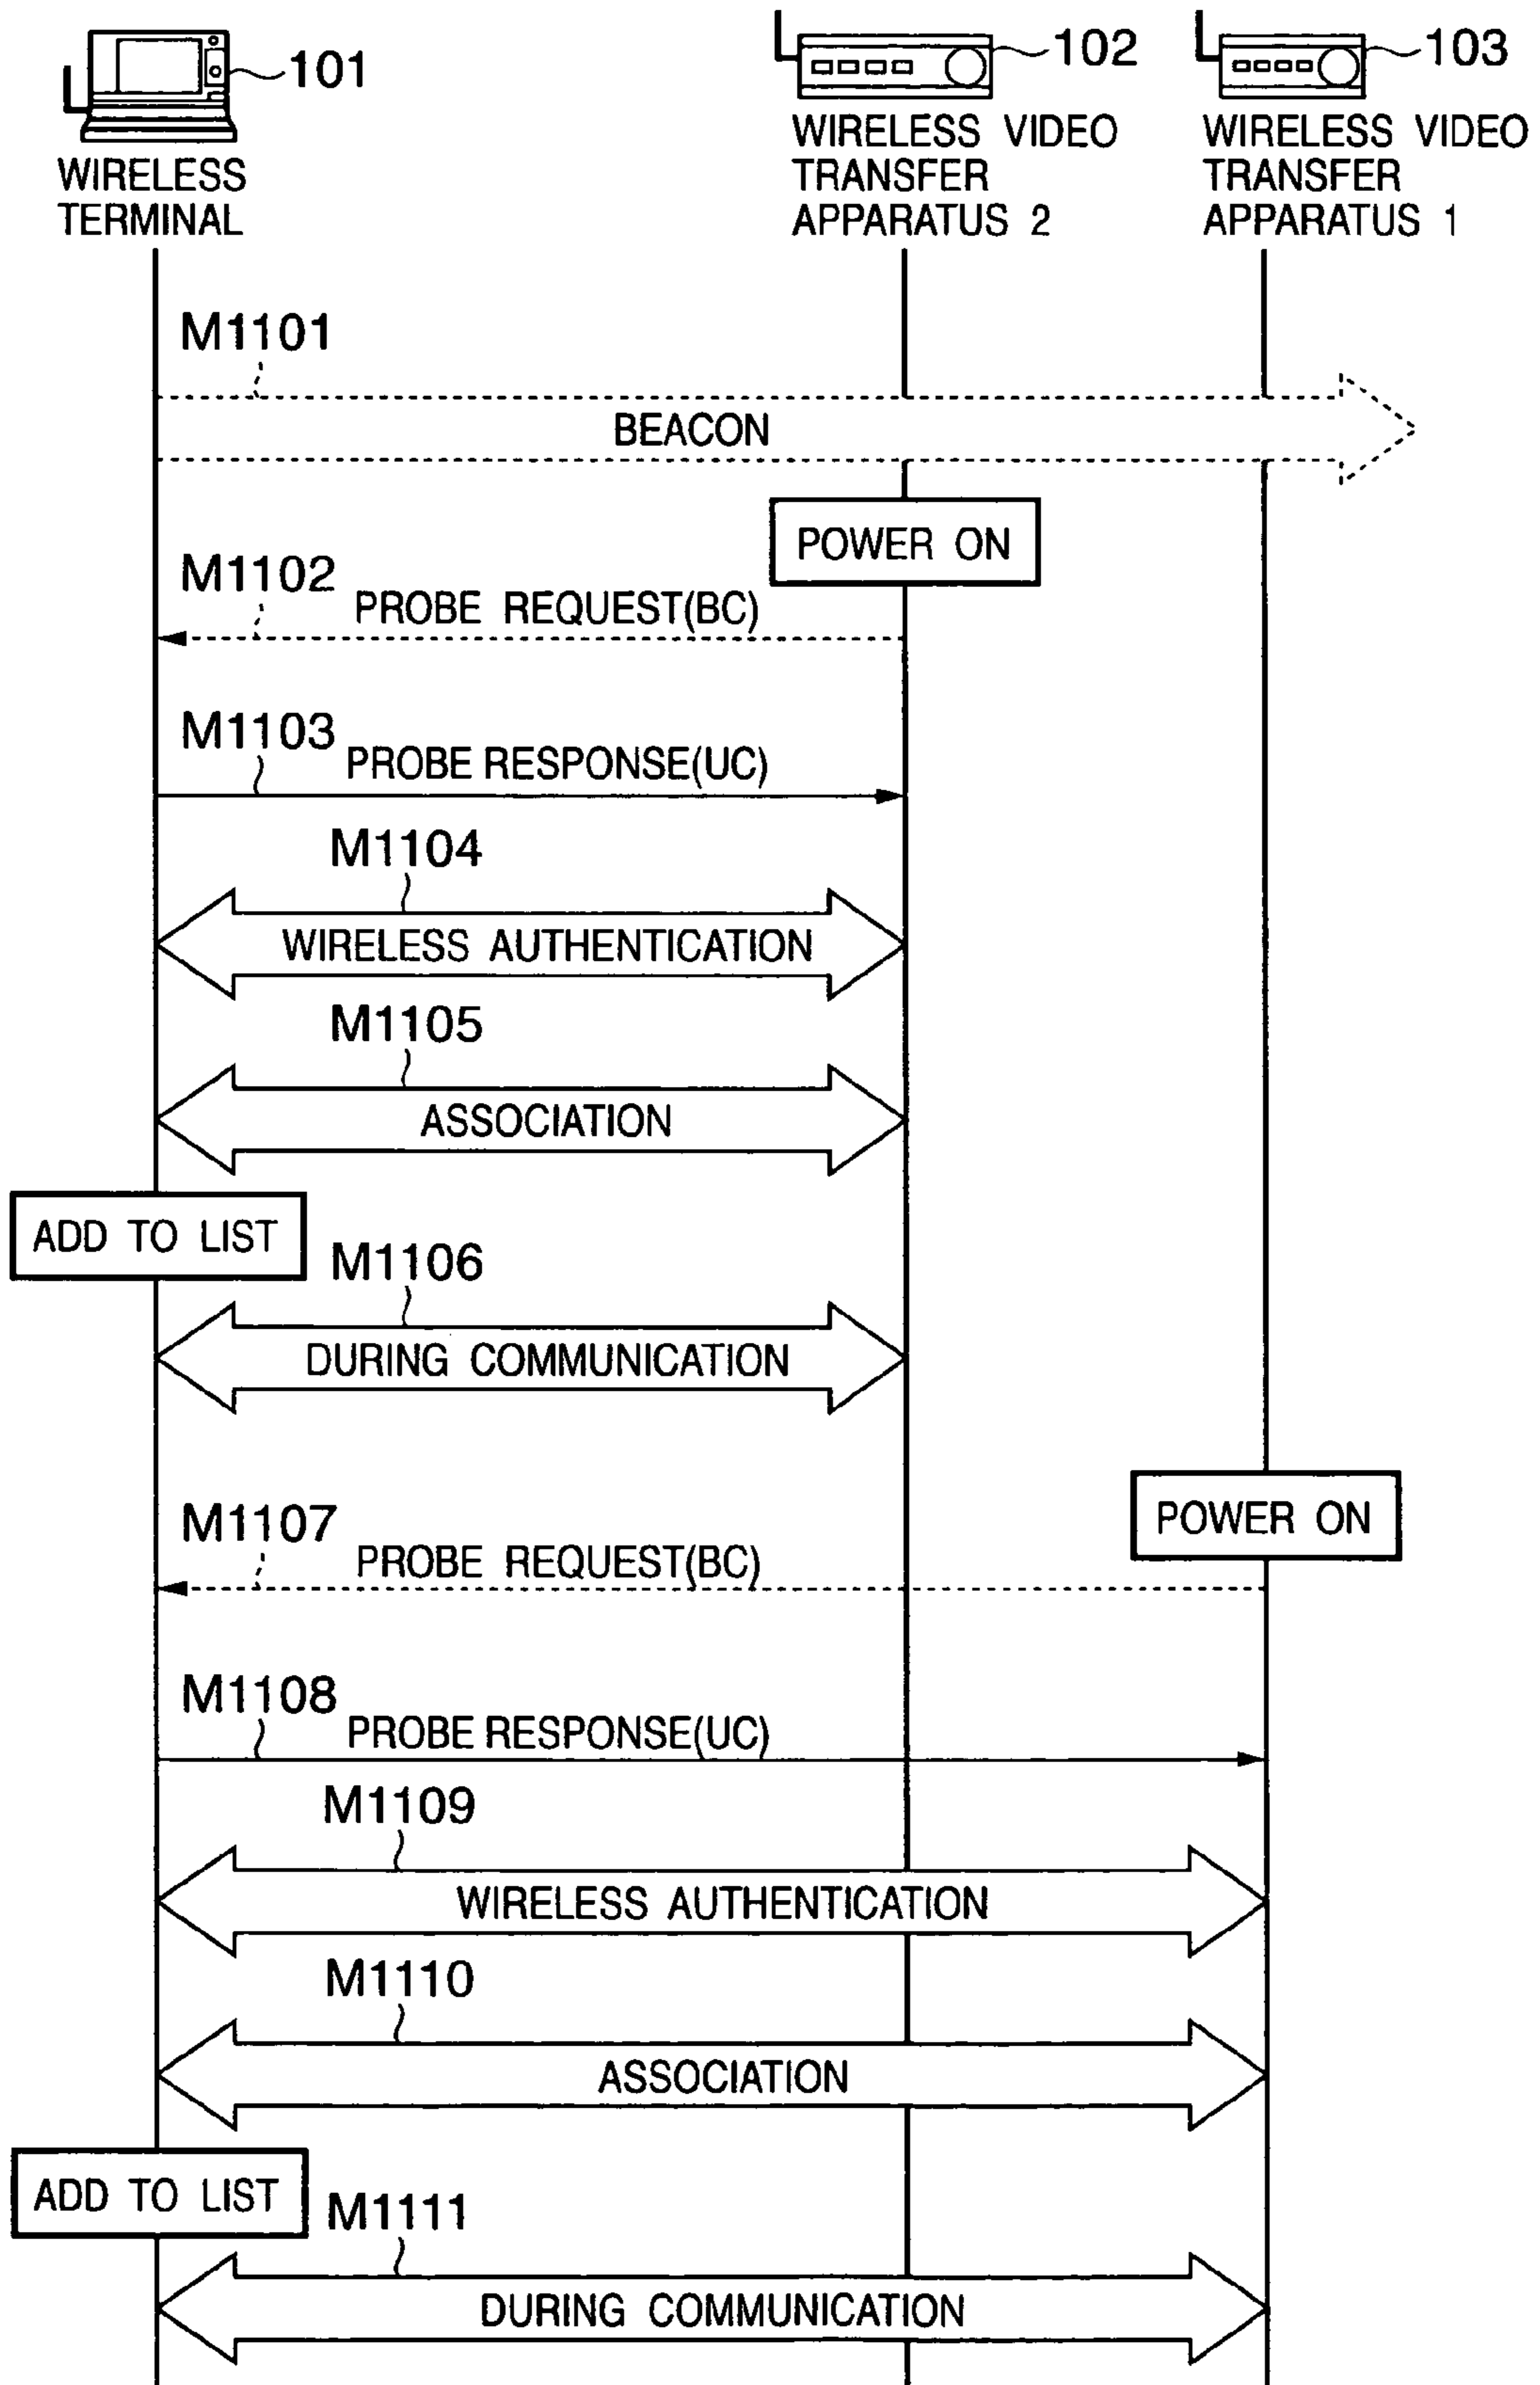 101
102
103
WIRELESS
TERMINAL
WIRELESS VIDEO
TRANSFER
APPARATUS 2
WIRELESS VIDEO
TRANSFER
APPARATUS 1
M1101
BEACON
POWER ON
M1102
PROBE REQUEST(BC)
M1103
PROBE RESPONSE(UC)
M1104
WIRELESS AUTHENTICATION
M1105
ASSOCIATION
ADD TO LIST
M1106
DURING COMMUNICATION
POWER ON
M1107
PROBE REQUEST(BC)
M1108
PROBE RESPONSE(UC)
M1109
WIRELESS AUTHENTICATION
M1110
ASSOCIATION
ADD TO LIST
M1111
DURING COMMUNICATION